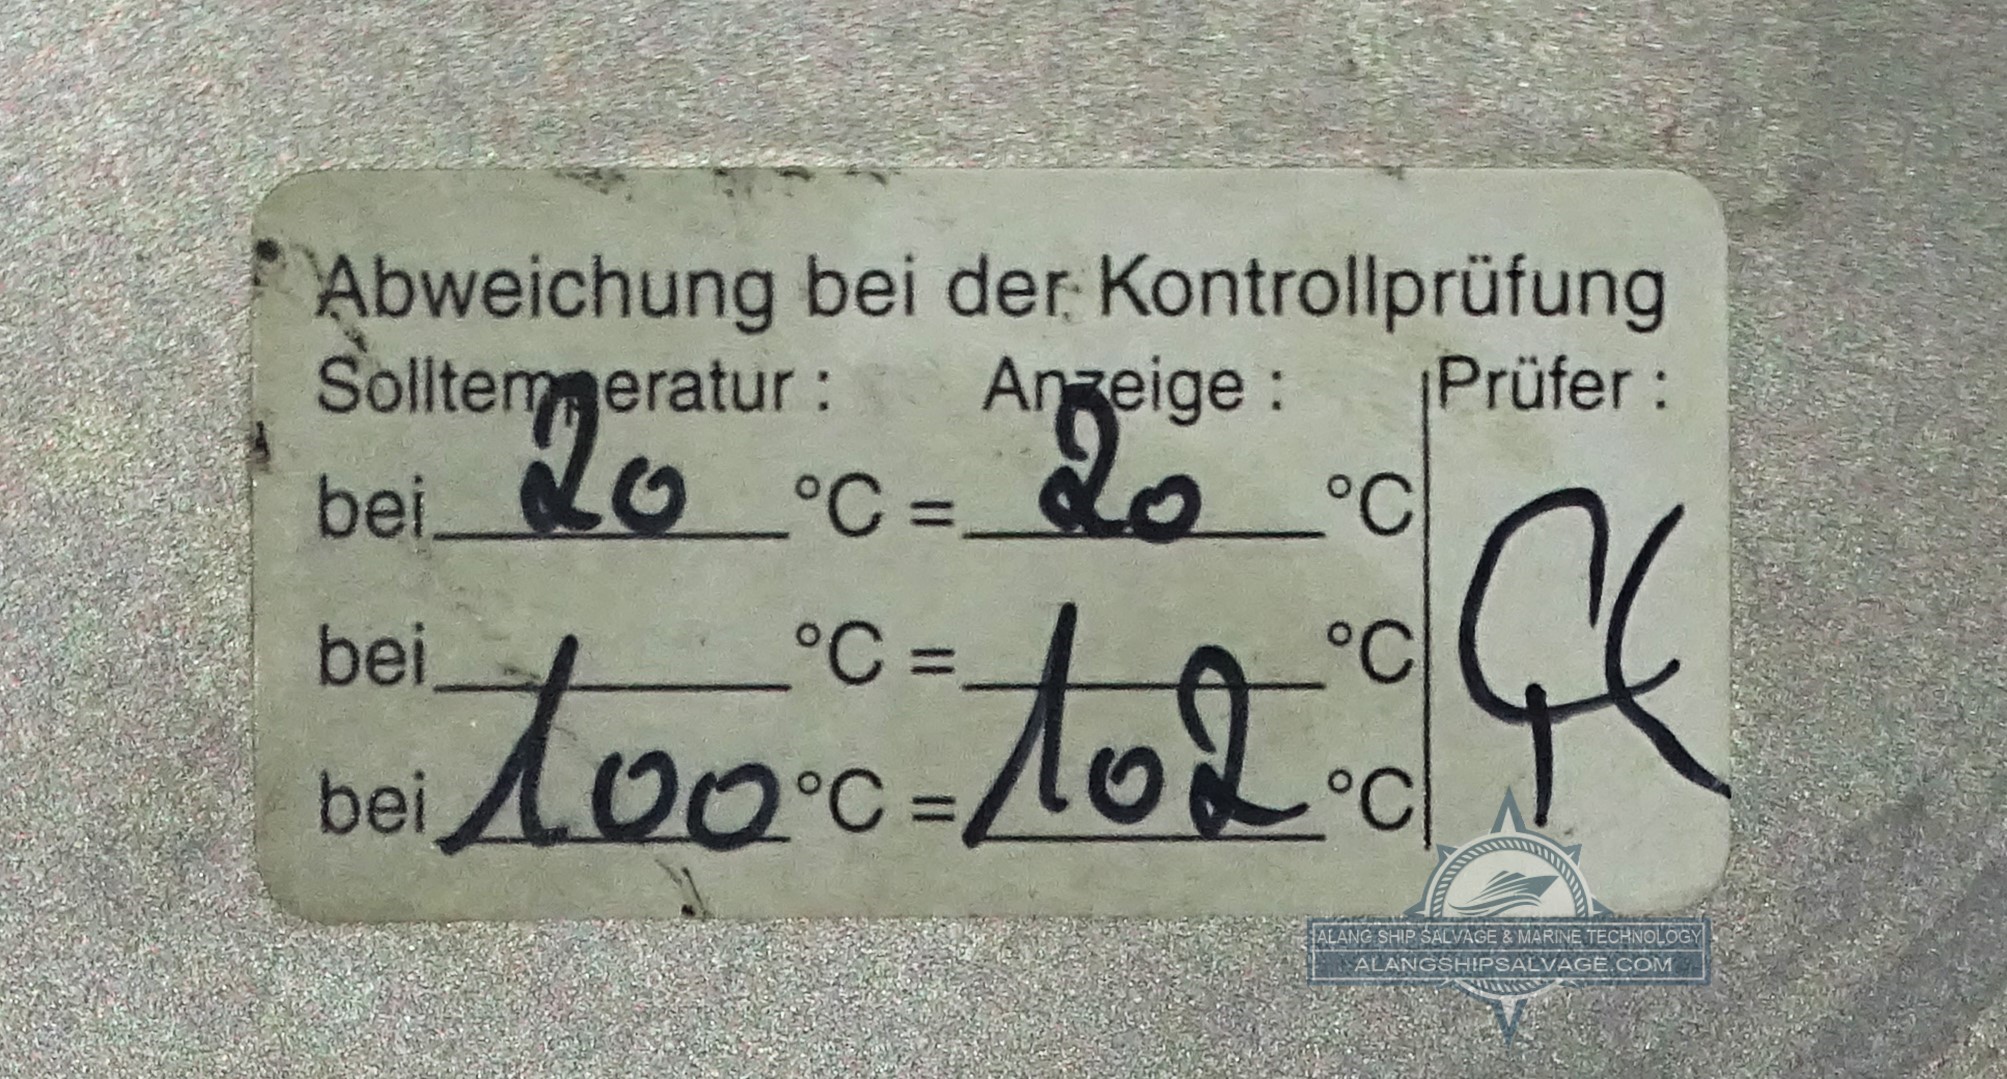 Abweichung bei der Kontrollprüfung
Solltemperatur : Anzeige : Prüfer :
bei 20 °C = 20 °C
bei °C = °C
bei 100 °C = 102 °C
ALANG SHIP SALVAGE & MARINE TECHNOLOGY
ALANGSHIPSALVAGE.COM